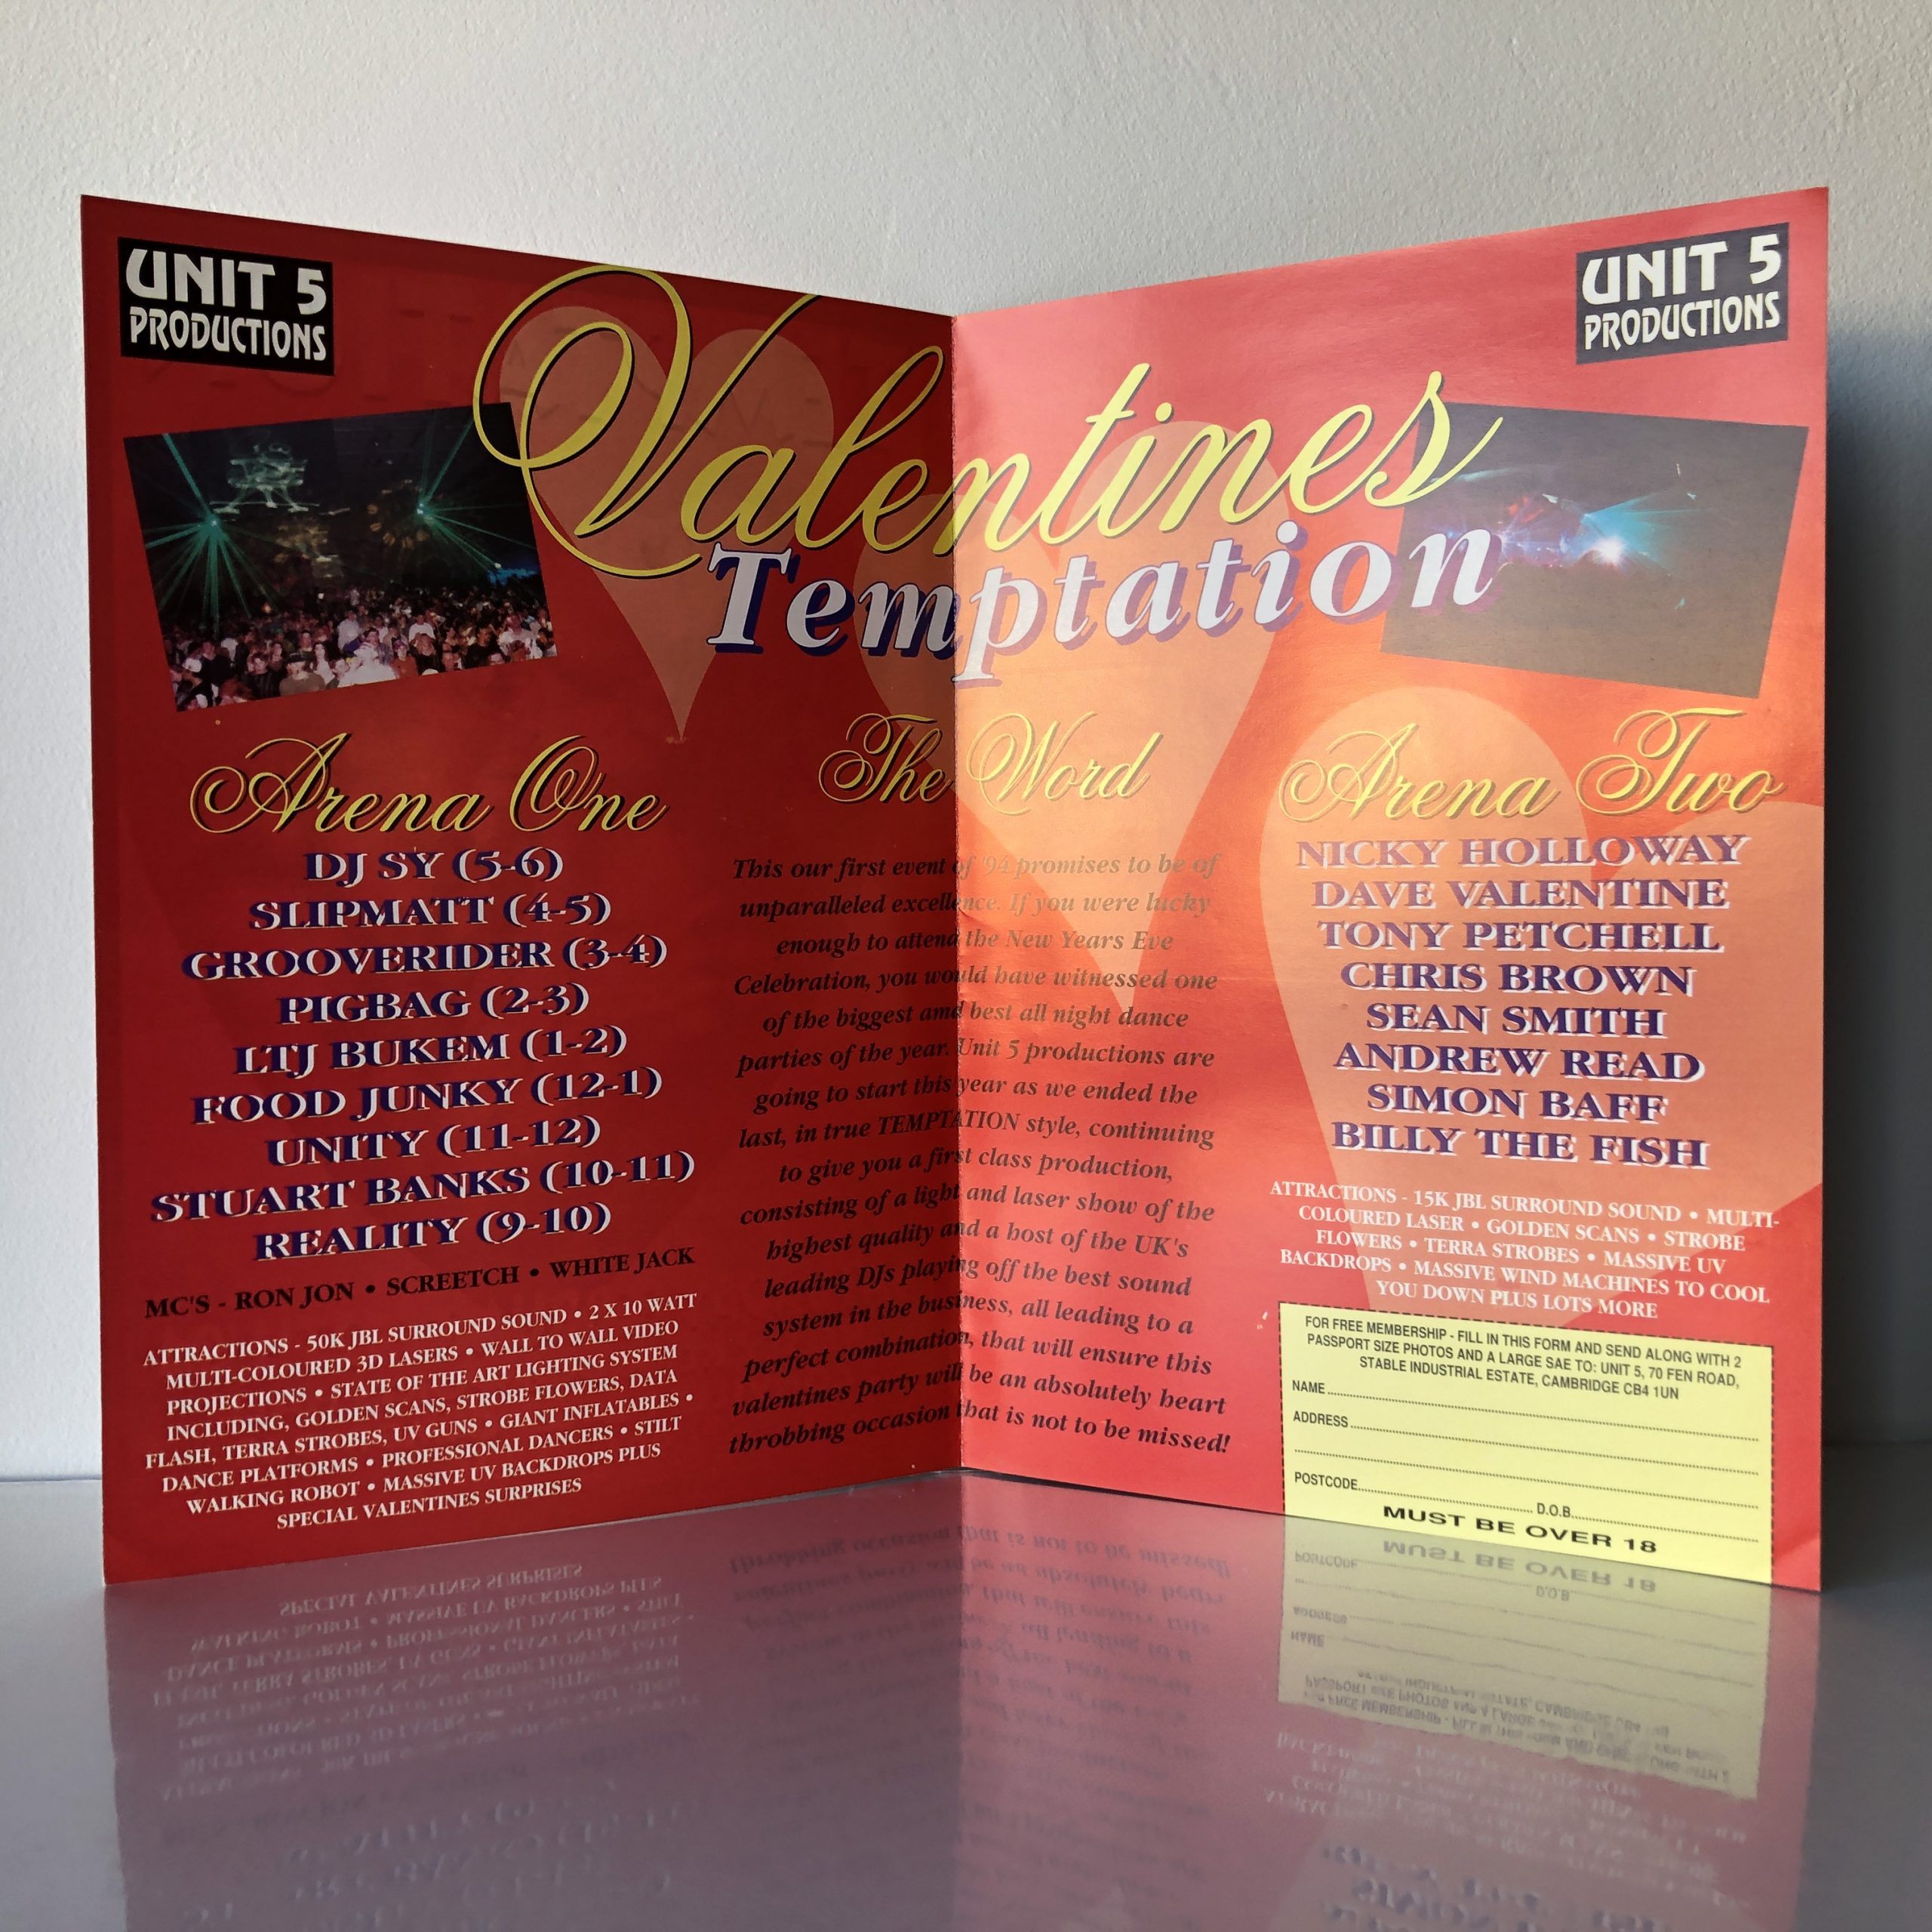 UNIT 5
PRODUCTIONS
UNIT 5
PRODUCTIONS
Valentines
Temptation
Arena One
DJ SY (5-6)
SLIPMATT (4-5)
GROOVERIDER (3-4)
PIGBAG (2-3)
LTJ BUKEM (1-2)
FOOD JUNKY (12-1)
UNITY (11-12)
STUART BANKS (10-11)
REALITY (9-10)
MC'S - RON JON • SCREETCH • WHITE JACK
ATTRACTIONS - 50K JBL SURROUND SOUND • 2 X 10 WATT
MULTI-COLOURED 3D LASERS • WALL TO WALL VIDEO
PROJECTIONS • STATE OF THE ART LIGHTING SYSTEM
INCLUDING, GOLDEN SCANS, STROBE FLOWERS, DATA
FLASH, TERRA STROBES, UV GUNS • GIANT INFLATABLES •
DANCE PLATFORMS • PROFESSIONAL DANCERS • STILT
WALKING ROBOT • MASSIVE UV BACKDROPS PLUS
SPECIAL VALENTINES SURPRISES
The Word
This our first event of '94 promises to be of
unparalleled excellence. If you were lucky
enough to attend the New Years Eve
Celebration, you would have witnessed one
of the biggest amd best all night dance
parties of the year. Unit 5 productions are
going to start this year as we ended the
last, in true TEMPTATION style, continuing
to give you a first class production,
consisting of a light and laser show of the
highest quality and a host of the UK's
leading DJs playing off the best sound
system in the business, all leading to a
perfect combination, that will ensure this
valentines party will be an absolutely heart
throbbing occasion that is not to be missed!
Arena Two
NICKY HOLLOWAY
DAVE VALENTINE
TONY PETCHELL
CHRIS BROWN
SEAN SMITH
ANDREW READ
SIMON BAFF
BILLY THE FISH
ATTRACTIONS - 15K JBL SURROUND SOUND • MULTI-
COLOURED LASER • GOLDEN SCANS • STROBE
FLOWERS • TERRA STROBES • MASSIVE UV
BACKDROPS • MASSIVE WIND MACHINES TO COOL
YOU DOWN PLUS LOTS MORE
FOR FREE MEMBERSHIP - FILL IN THIS FORM AND SEND ALONG WITH 2
PASSPORT SIZE PHOTOS AND A LARGE SAE TO: UNIT 5, 70 FEN ROAD,
STABLE INDUSTRIAL ESTATE, CAMBRIDGE CB4 1UN
NAME
ADDRESS
POSTCODE D.O.B.
MUST BE OVER 18